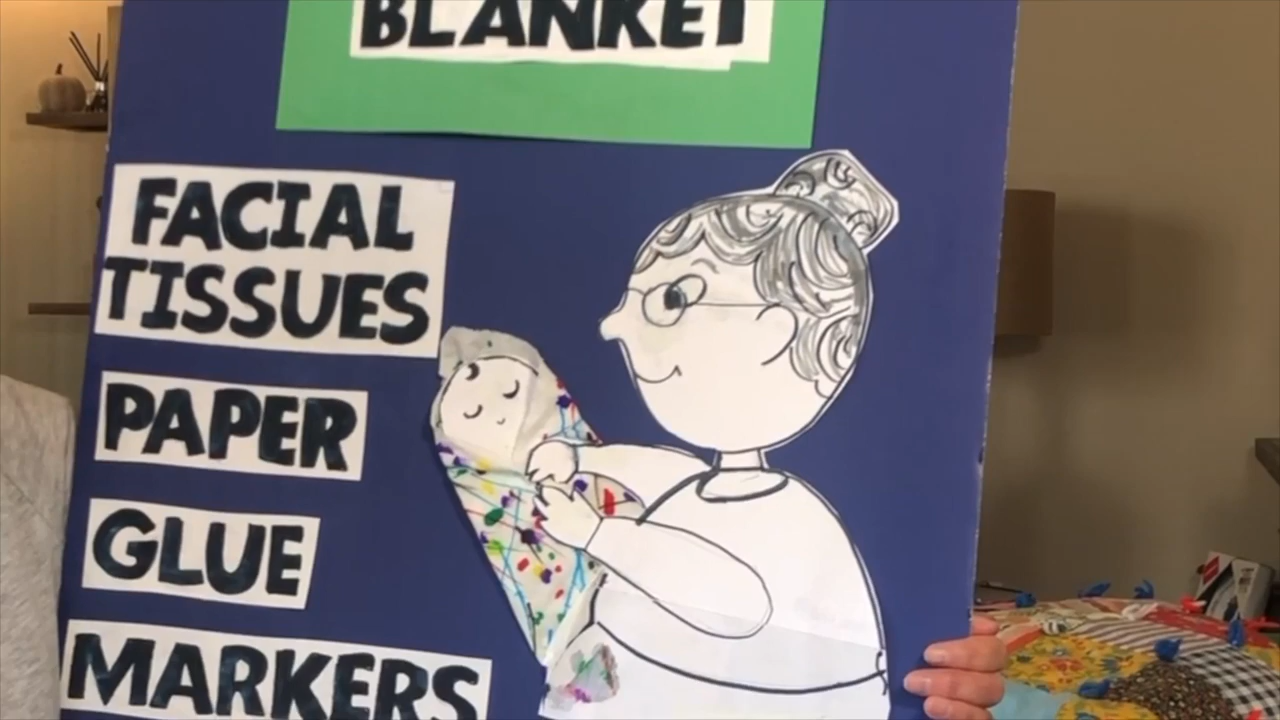 BLANKET
FACIAL
TISSUES
PAPER
GLUE
MARKERS